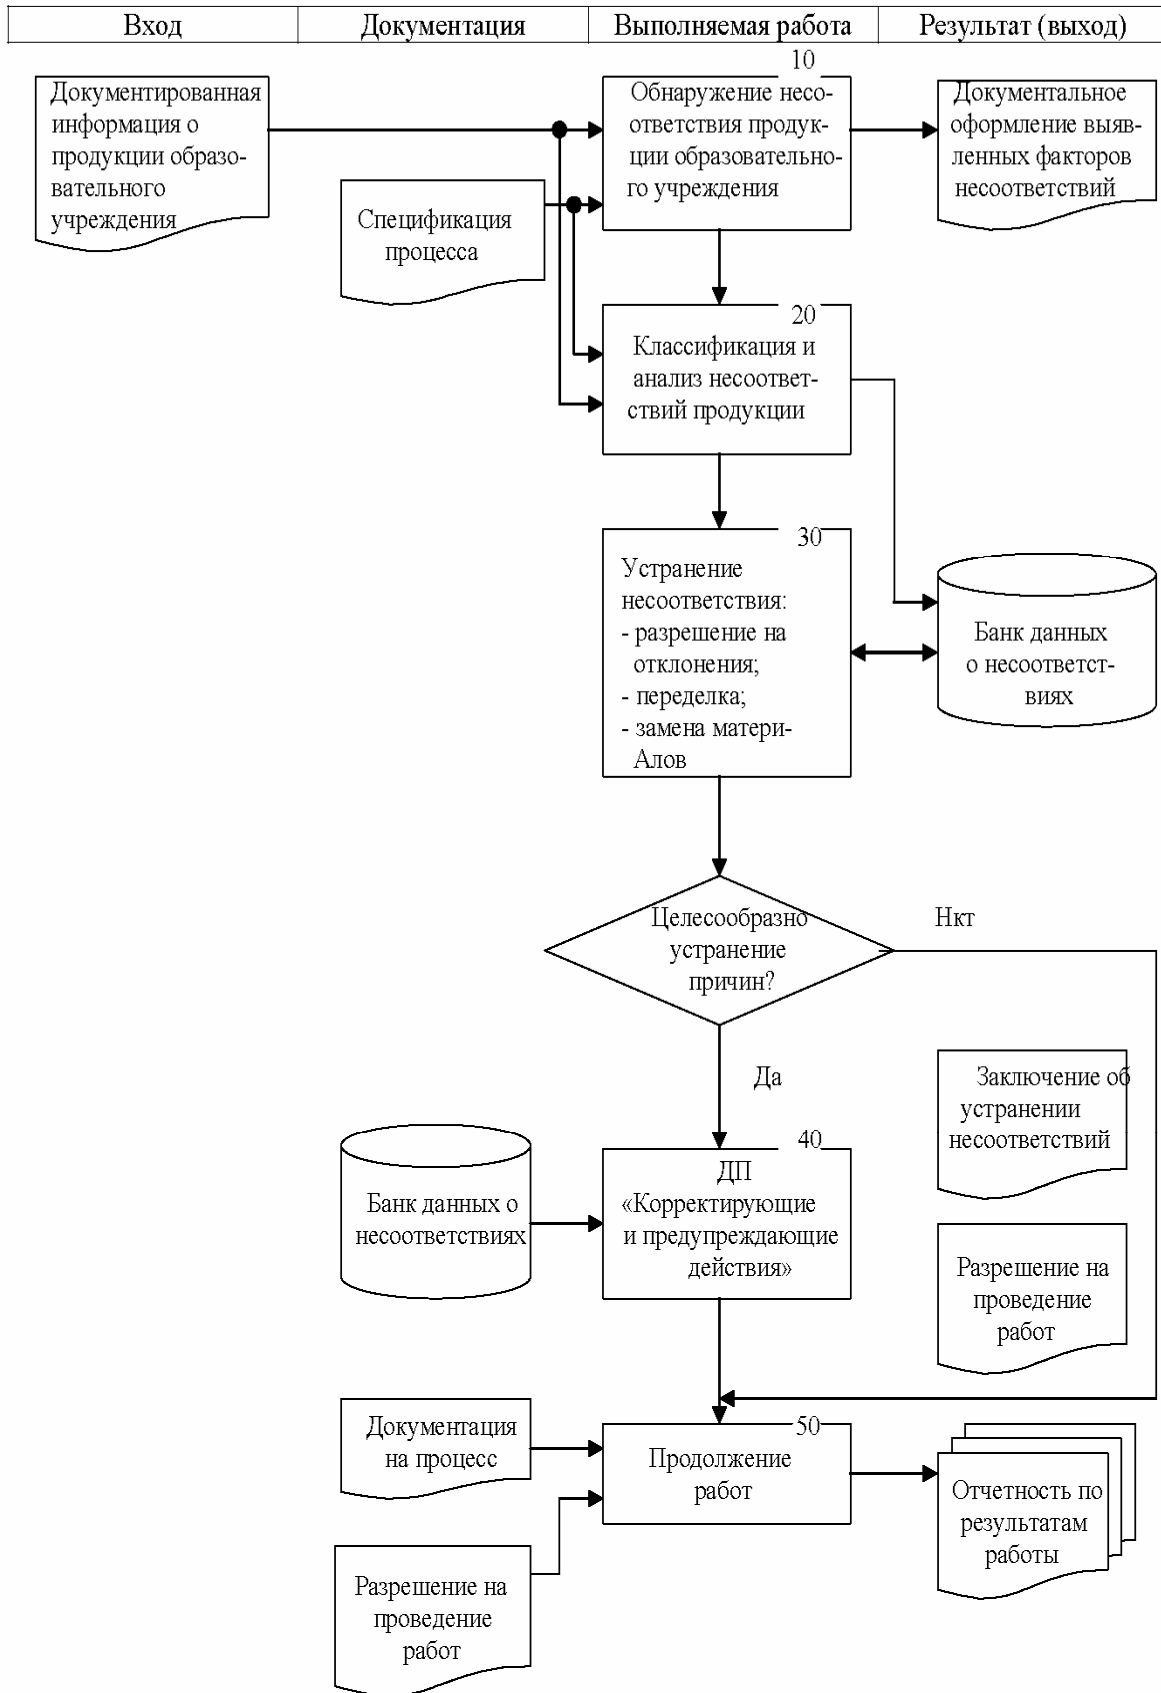 Вход
Документация
Выполняемая работа
Результат (выход)
Документированная
информация о
продукции образо-
вательного
учреждения
Спецификация
процесса
10
Обнаружение несо-
ответствия продук-
ции образовательно-
го учреждения
Документальное
оформление выяв-
ленных факторов
несоответствий
20
Классификация и
анализ несоответ-
ствий продукции
30
Устранение
несоответствия:
- разрешение на
отклонения;
- переделка;
- замена матери-
Алов
Банк данных
о несоответст-
виях
Целесообразно
устранение
причин?
Нкт
Да
Заключение об
устранении
несоответствий
Банк данных о
несоответствиях
40
ДП
«Корректирующие
и предупреждающие
действия»
Разрешение на
проведение
работ
Документация
на процесс
50
Продолжение
работ
Отчетность по
результатам
работы
Разрешение на
проведение
работ